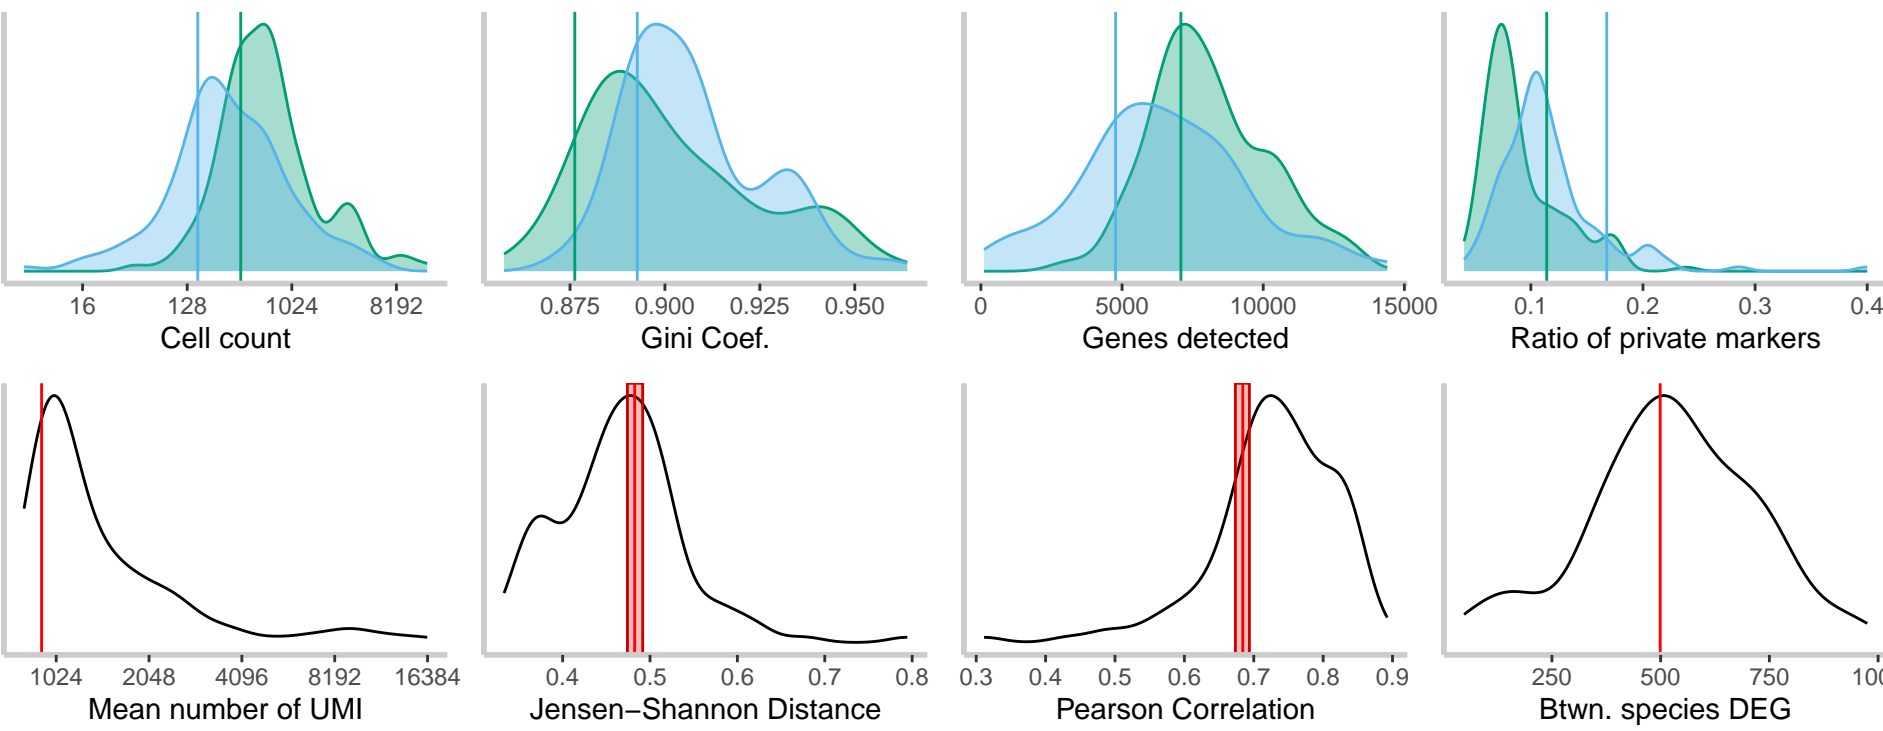 16 128 1024 8192
Cell count
0.875 0.900 0.925 0.950
Gini Coef.
0 5000 10000 15000
Genes detected
0.1 0.2 0.3 0.4
Ratio of private markers
1024 2048 4096 8192 16384
Mean number of UMI
0.4 0.5 0.6 0.7 0.8
Jensen−Shannon Distance
0.3 0.4 0.5 0.6 0.7 0.8 0.9
Pearson Correlation
250 500 750
Btwn. species DEG